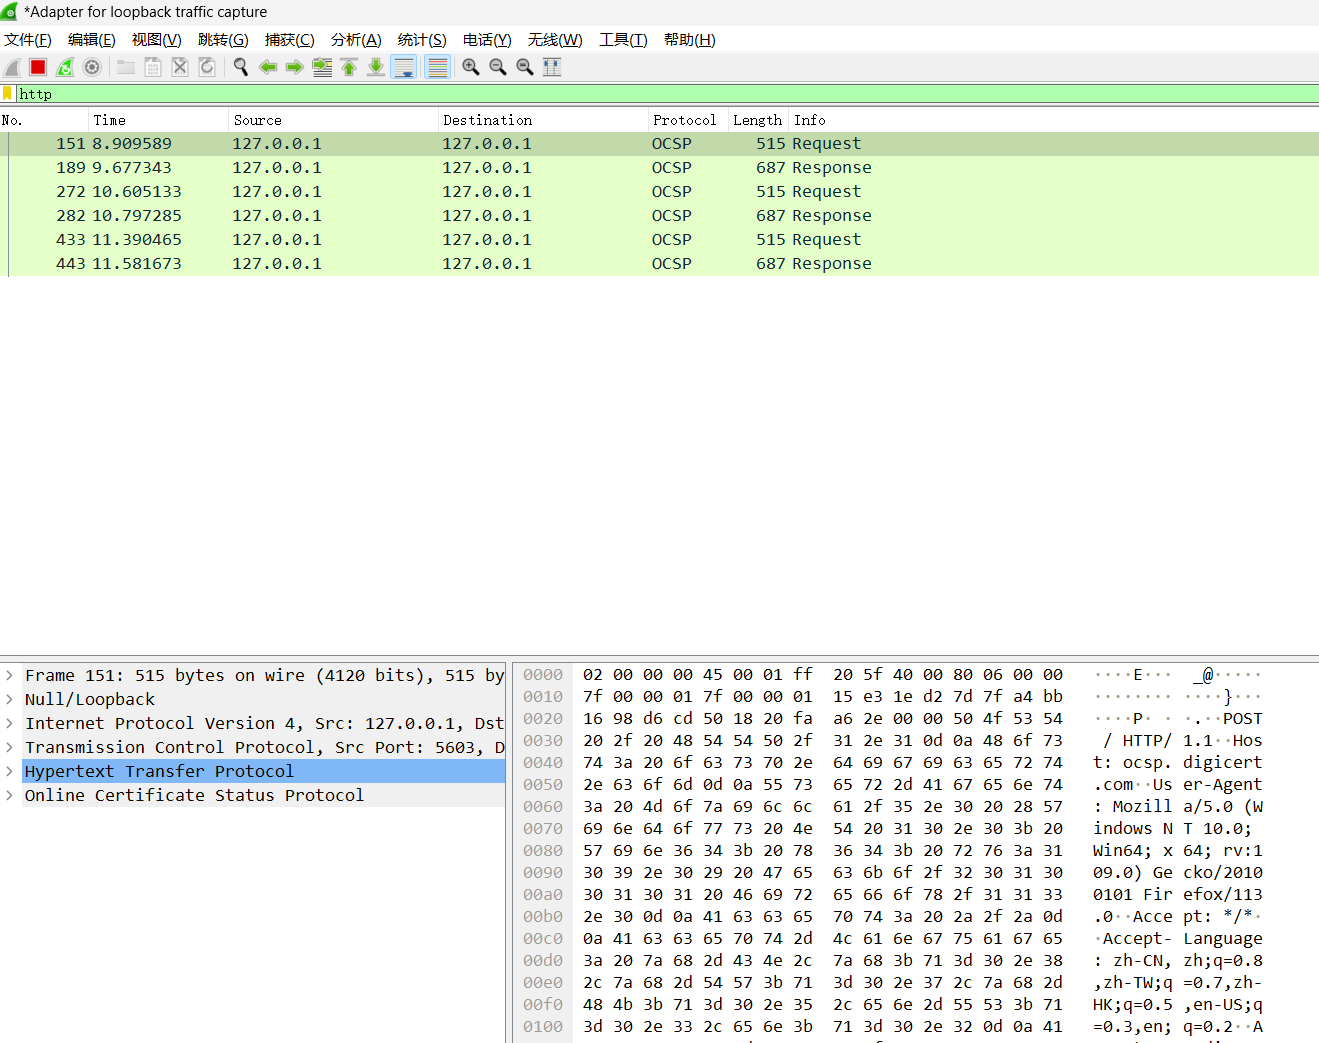 *Adapter for loopback traffic capture
文件(F) 编辑(E) 视图(V) 跳转(G) 捕获(C) 分析(A) 统计(S) 电话(Y) 无线(W) 工具(T) 帮助(H)
http
No. Time Source Destination Protocol Length Info
151 8.909589 127.0.0.1 127.0.0.1 OCSP 515 Request
189 9.677343 127.0.0.1 127.0.0.1 OCSP 687 Response
272 10.605133 127.0.0.1 127.0.0.1 OCSP 515 Request
282 10.797285 127.0.0.1 127.0.0.1 OCSP 687 Response
433 11.390465 127.0.0.1 127.0.0.1 OCSP 515 Request
443 11.581673 127.0.0.1 127.0.0.1 OCSP 687 Response
Frame 151: 515 bytes on wire (4120 bits), 515 by
Null/Loopback
Internet Protocol Version 4, Src: 127.0.0.1, Dst
Transmission Control Protocol, Src Port: 5603, D
Hypertext Transfer Protocol
Online Certificate Status Protocol
0000 02 00 00 00 45 00 01 ff 20 5f 40 00 80 06 00 00 ····E··· _@·····
0010 7f 00 00 01 7f 00 00 01 15 e3 1e d2 7d 7f a4 bb ········ ····}···
0020 16 98 d6 cd 50 18 20 fa a6 2e 00 00 50 4f 53 54 ····P· · ·.··POST
0030 20 2f 20 48 54 54 50 2f 31 2e 31 0d 0a 48 6f 73 / HTTP/ 1.1··Hos
0040 74 3a 20 6f 63 73 70 2e 64 69 67 69 63 65 72 74 t: ocsp. digicert
0050 2e 63 6f 6d 0d 0a 55 73 65 72 2d 41 67 65 6e 74 .com··Us er-Agent
0060 3a 20 4d 6f 7a 69 6c 6c 61 2f 35 2e 30 20 28 57 : Mozill a/5.0 (W
0070 69 6e 64 6f 77 73 20 4e 54 20 31 30 2e 30 3b 20 indows N T 10.0;
0080 57 69 6e 36 34 3b 20 78 36 34 3b 20 72 76 3a 31 Win64; x 64; rv:1
0090 30 39 2e 30 29 20 47 65 63 6b 6f 2f 32 30 31 30 09.0) Ge cko/2010
00a0 30 31 30 31 20 46 69 72 65 66 6f 78 2f 31 31 33 0101 Fir efox/113
00b0 2e 30 0d 0a 41 63 63 65 70 74 3a 20 2a 2f 2a 0d .0··Acce pt: */*·
00c0 0a 41 63 63 65 70 74 2d 4c 61 6e 67 75 61 67 65 ·Accept- Language
00d0 3a 20 7a 68 2d 43 4e 2c 7a 68 3b 71 3d 30 2e 38 : zh-CN, zh;q=0.8
00e0 2c 7a 68 2d 54 57 3b 71 3d 30 2e 37 2c 7a 68 2d ,zh-TW;q =0.7,zh-
00f0 48 4b 3b 71 3d 30 2e 35 2c 65 6e 2d 55 53 3b 71 HK;q=0.5 ,en-US;q
0100 3d 30 2e 33 2c 65 6e 3b 71 3d 30 2e 32 0d 0a 41 =0.3,en; q=0.2··A